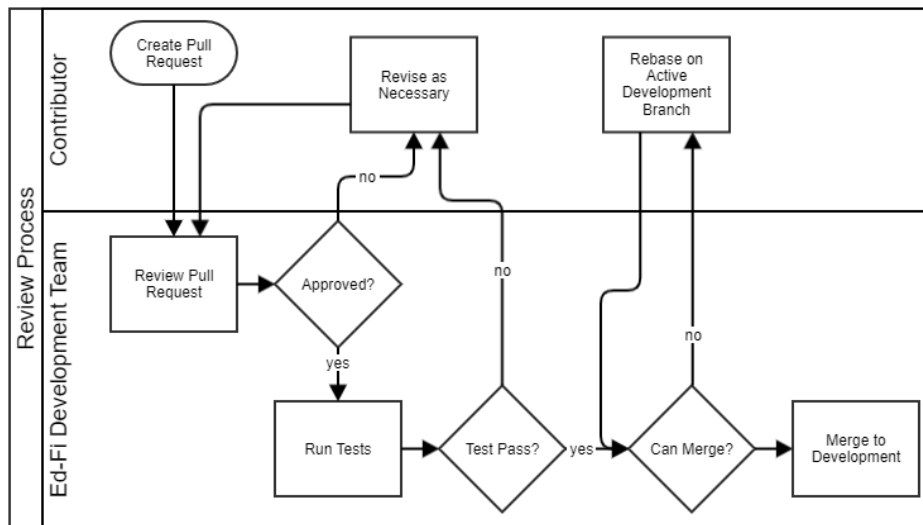 Review Process
Contributor
Create Pull
Request
Revise as
Necessary
Rebase on
Active
Development
Branch
no
Ed-Fi Development Team
Review Pull
Request
Approved?
no
no
yes
Run Tests
Test Pass?
yes
Can Merge?
Merge to
Development